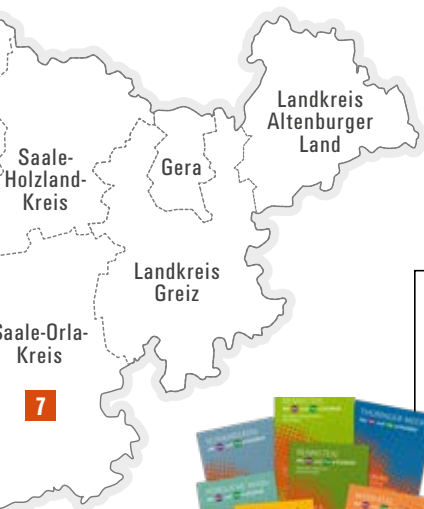 Landkreis
Altenburger
Land
Saale-
Holzland-
Kreis
Gera
Landkreis
Greiz
Saale-Orla-
Kreis
7